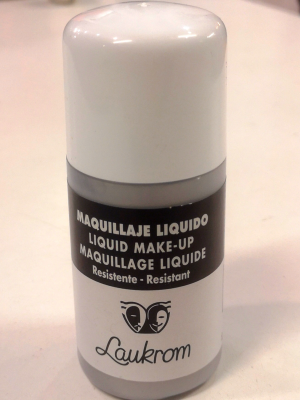 MAQUILLAJE LIQUIDO
LIQUID MAKE-UP
MAQUILLAGE LIQUIDE
Resistente - Resistant
Laukrom